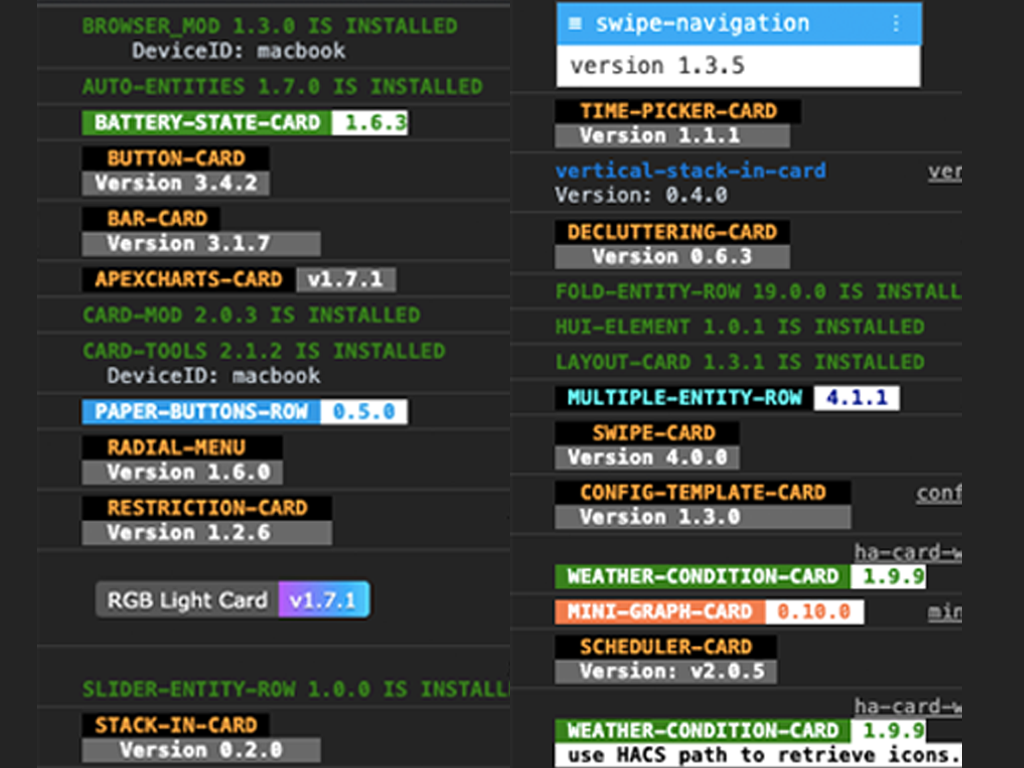 BROWSER_MOD 1.3.0 IS INSTALLED
DeviceID: macbook
AUTO-ENTITIES 1.7.0 IS INSTALLED
BATTERY-STATE-CARD 1.6.3
BUTTON-CARD
Version 3.4.2
BAR-CARD
Version 3.1.7
APEXCHARTS-CARD v1.7.1
CARD-MOD 2.0.3 IS INSTALLED
CARD-TOOLS 2.1.2 IS INSTALLED
DeviceID: macbook
PAPER-BUTTONS-ROW 0.5.0
RADIAL-MENU
Version 1.6.0
RESTRICTION-CARD
Version 1.2.6
RGB Light Card v1.7.1
SLIDER-ENTITY-ROW 1.0.0 IS INSTALL
STACK-IN-CARD
Version 0.2.0
≡ swipe-navigation ⋮
version 1.3.5
TIME-PICKER-CARD
Version 1.1.1
vertical-stack-in-card ver
Version: 0.4.0
DECLUTTERING-CARD
Version 0.6.3
FOLD-ENTITY-ROW 19.0.0 IS INSTALL
HUI-ELEMENT 1.0.1 IS INSTALLED
LAYOUT-CARD 1.3.1 IS INSTALLED
MULTIPLE-ENTITY-ROW 4.1.1
SWIPE-CARD
Version 4.0.0
CONFIG-TEMPLATE-CARD conf
Version 1.3.0
ha-card-w
WEATHER-CONDITION-CARD 1.9.9
MINI-GRAPH-CARD 0.10.0 min
SCHEDULER-CARD
Version: v2.0.5
ha-card-w
WEATHER-CONDITION-CARD 1.9.9
use HACS path to retrieve icons.